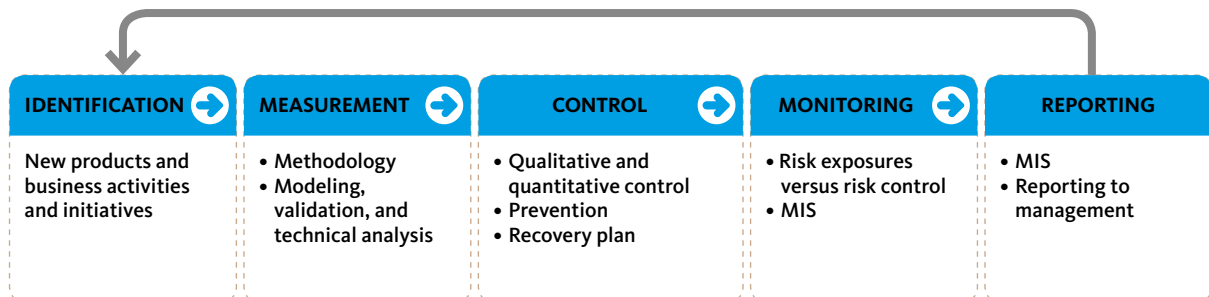 IDENTIFICATION
MEASUREMENT
CONTROL
MONITORING
REPORTING
New products and
business activities
and initiatives
• Methodology
• Modeling,
validation, and
technical analysis
• Qualitative and
quantitative control
• Prevention
• Recovery plan
• Risk exposures
versus risk control
• MIS
• MIS
• Reporting to
management